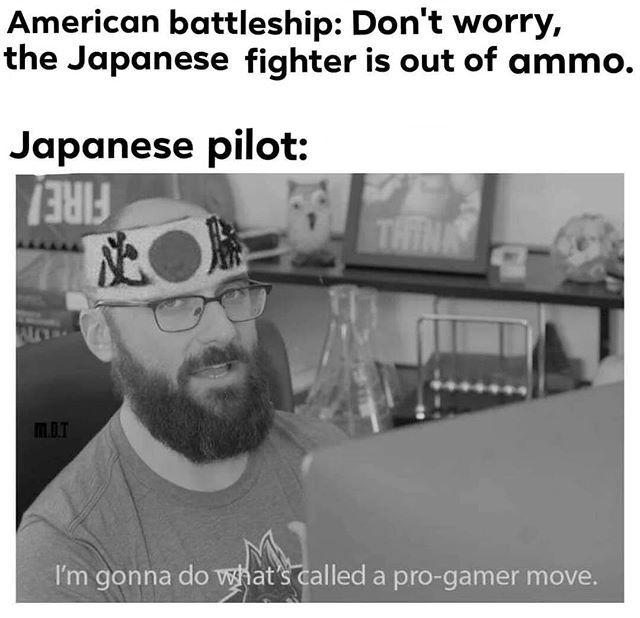 American battleship: Don't worry,
the Japanese fighter is out of ammo.
Japanese pilot:
FIRE!
THINK
必 勝
m.D.T
I'm gonna do what's called a pro-gamer move.